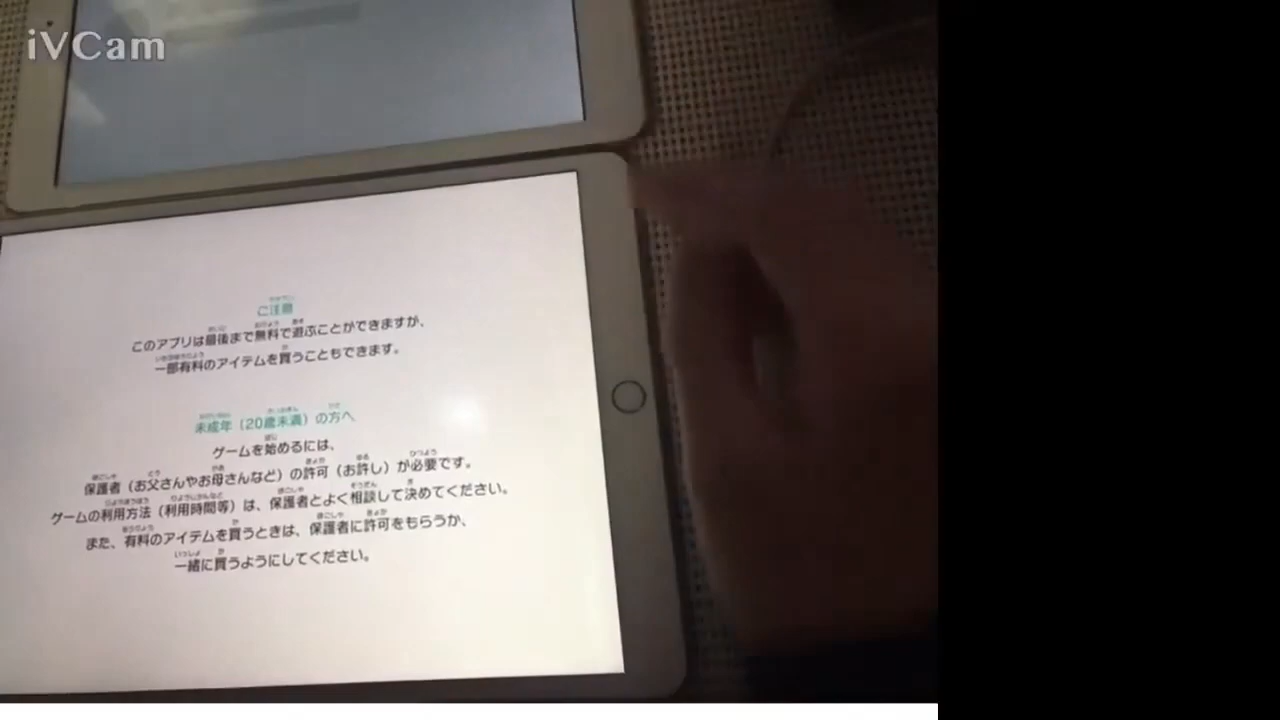 iVCam
ご注意
このアプリは最後まで無料で遊ぶことができますが、
一部有料のアイテムを買うこともできます。
未成年（20歳未満）の方へ
ゲームを始めるには、
保護者（お父さんやお母さんなど）の許可（お許し）が必要です。
ゲームの利用方法（利用時間等）は、保護者とよく相談して決めてください。
また、有料のアイテムを買うときは、保護者に許可をもらうか、
一緒に買うようにしてください。